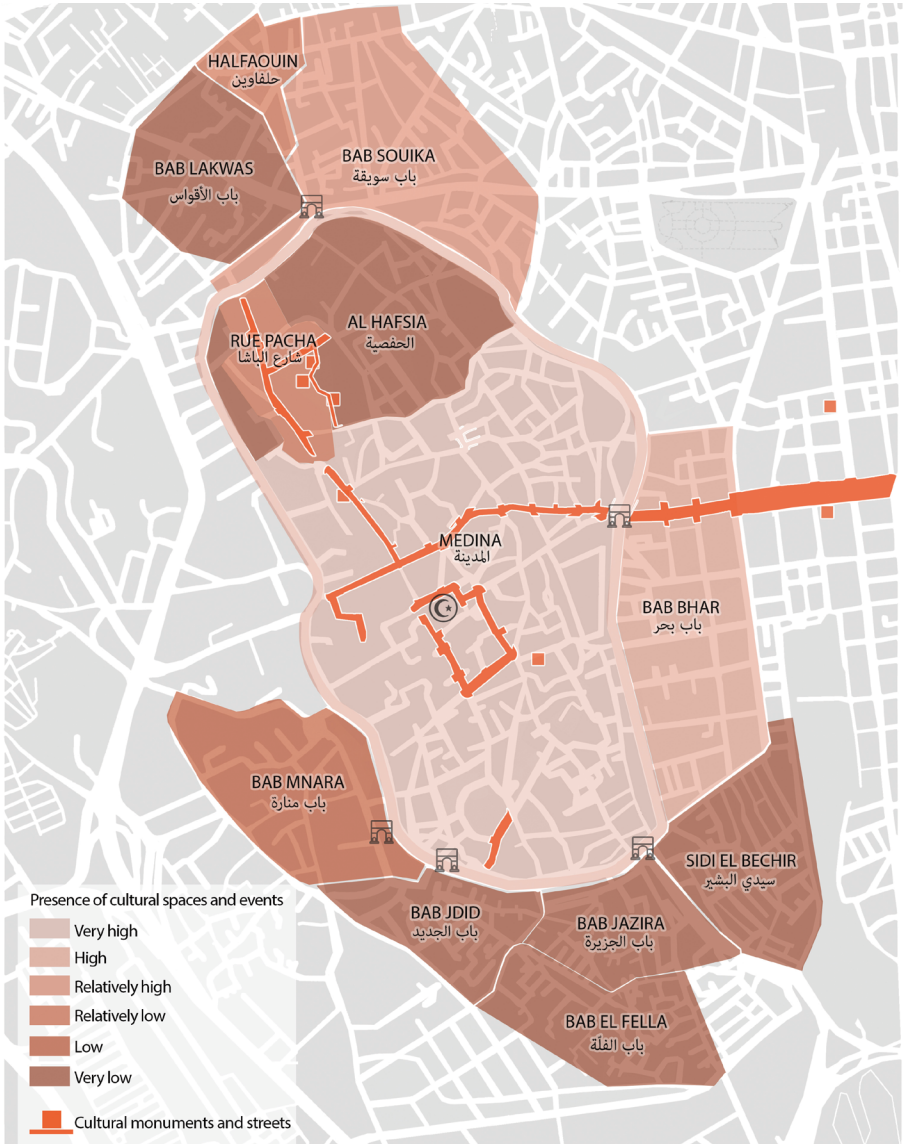 HALFAOUIN
حلفاوين
BAB LAKWAS
باب الأقواس
BAB SOUIKA
باب سويقة
RUE PACHA
شارع الباشا
AL HAFSIA
الحفصية
MEDINA
المدينة
BAB BHAR
باب بحر
BAB MNARA
باب منارة
SIDI EL BECHIR
سيدي البشير
BAB JDID
باب الجديد
BAB JAZIRA
باب الجزيرة
BAB EL FELLA
باب الفلّة
Presence of cultural spaces and events
Very high
High
Relatively high
Relatively low
Low
Very low
Cultural monuments and streets